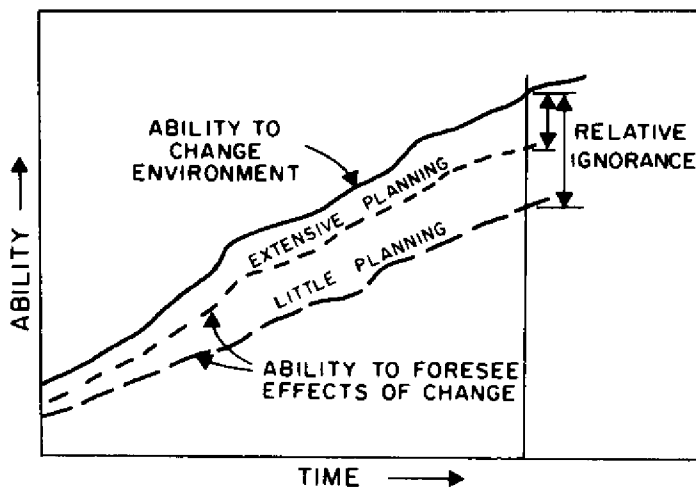 ABILITY TO
CHANGE
ENVIRONMENT
RELATIVE
IGNORANCE
EXTENSIVE PLANNING
LITTLE PLANNING
ABILITY TO FORESEE
EFFECTS OF CHANGE
ABILITY
TIME